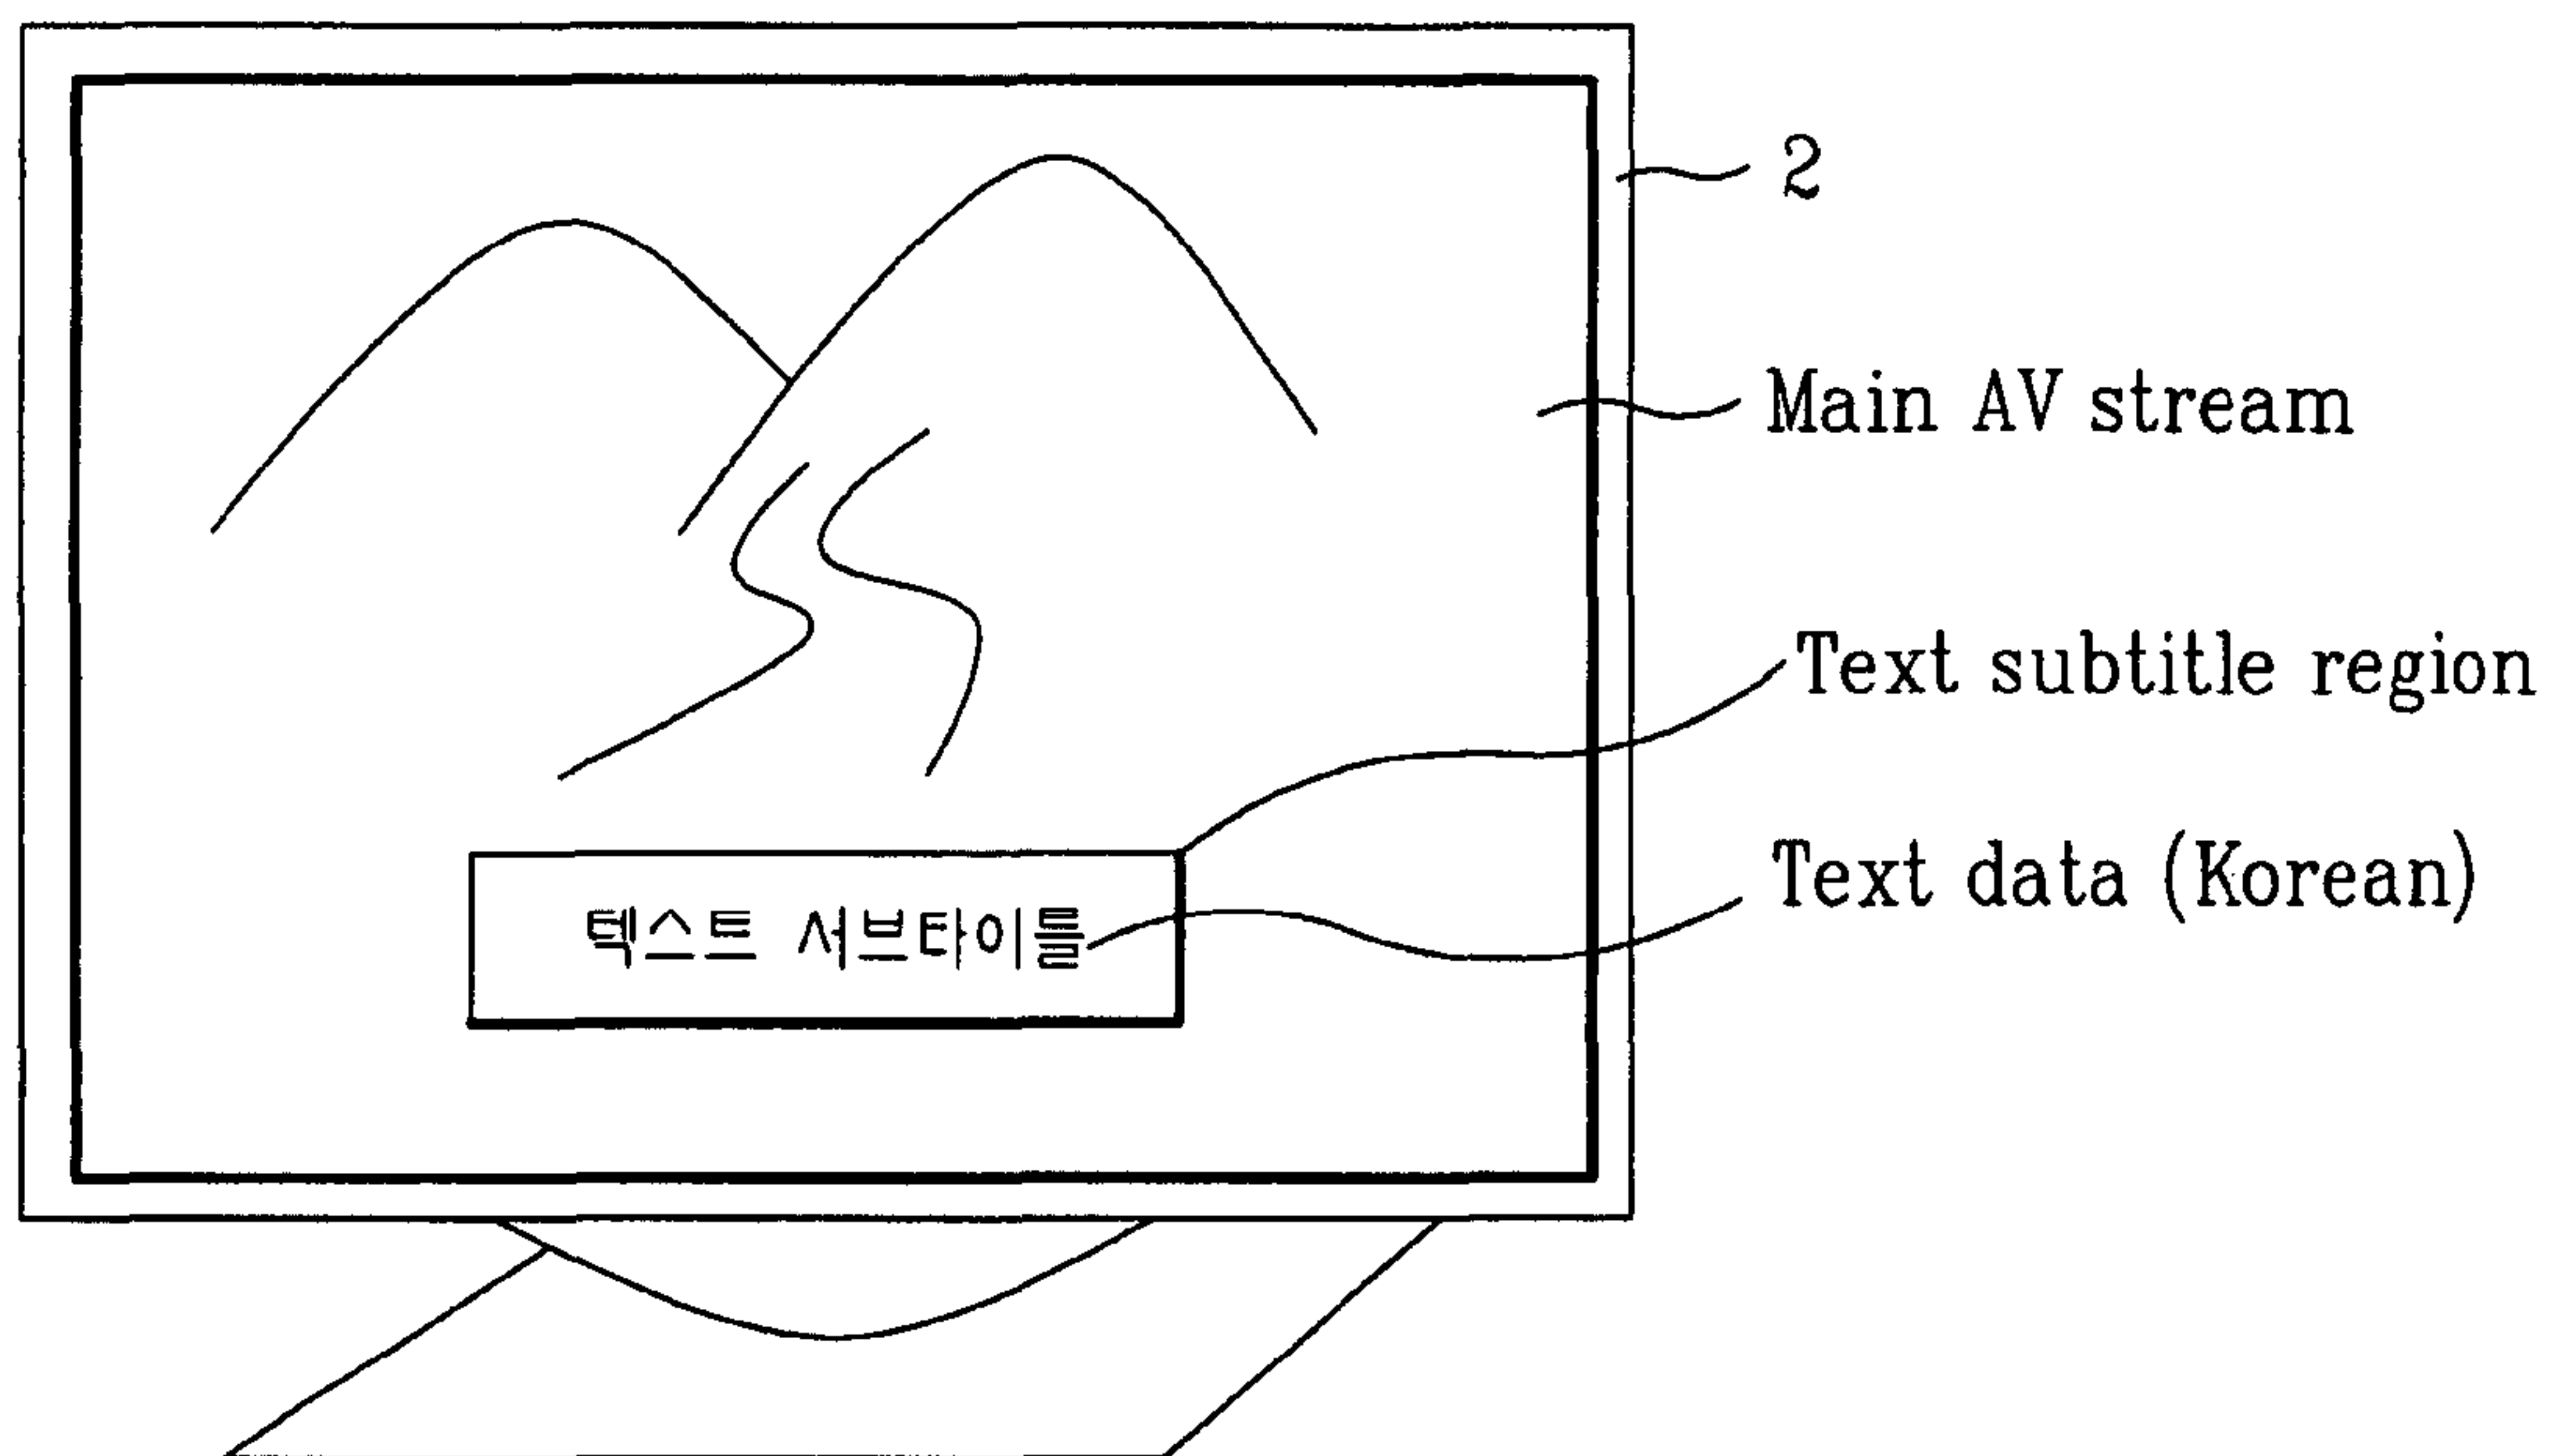 2
Main AV stream
Text subtitle region
Text data (Korean)
텍스트 서브타이틀